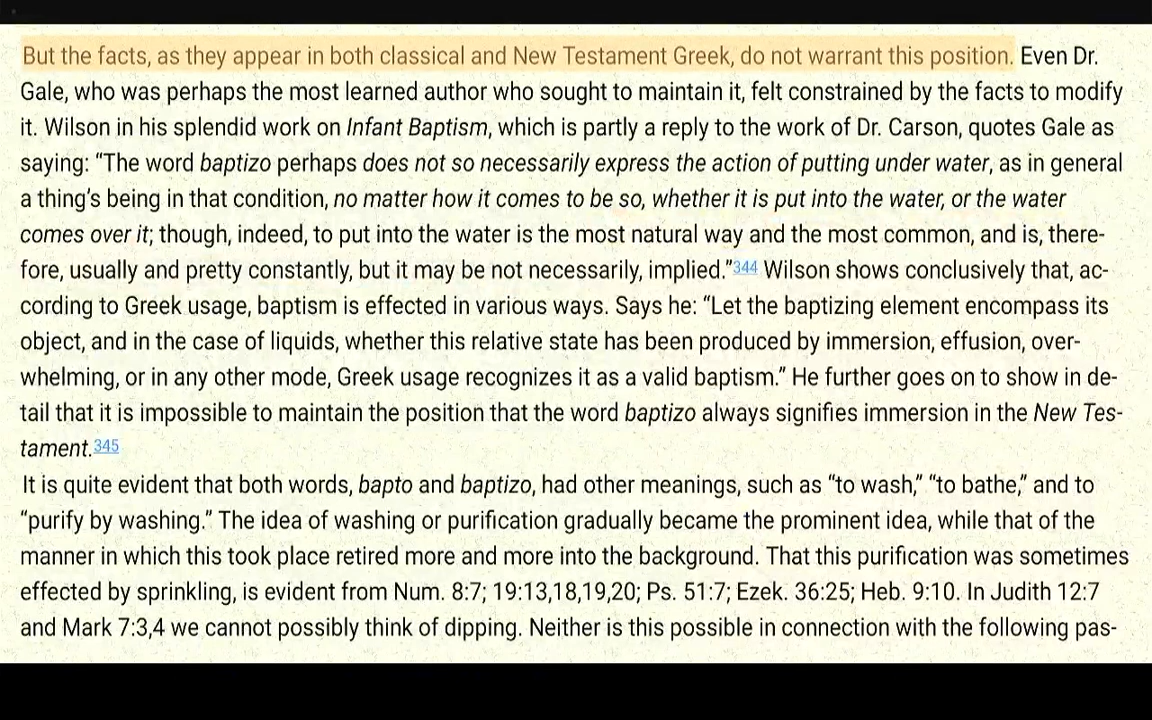 But the facts, as they appear in both classical and New Testament Greek, do not warrant this position. Even Dr.
Gale, who was perhaps the most learned author who sought to maintain it, felt constrained by the facts to modify
it. Wilson in his splendid work on Infant Baptism, which is partly a reply to the work of Dr. Carson, quotes Gale as
saying: “The word baptizo perhaps does not so necessarily express the action of putting under water, as in general
a thing’s being in that condition, no matter how it comes to be so, whether it is put into the water, or the water
comes over it; though, indeed, to put into the water is the most natural way and the most common, and is, there-
fore, usually and pretty constantly, but it may be not necessarily, implied.”344 Wilson shows conclusively that, ac-
cording to Greek usage, baptism is effected in various ways. Says he: “Let the baptizing element encompass its
object, and in the case of liquids, whether this relative state has been produced by immersion, effusion, over-
whelming, or in any other mode, Greek usage recognizes it as a valid baptism.” He further goes on to show in de-
tail that it is impossible to maintain the position that the word baptizo always signifies immersion in the New Tes-
tament.345
It is quite evident that both words, bapto and baptizo, had other meanings, such as “to wash,” “to bathe,” and to
“purify by washing.” The idea of washing or purification gradually became the prominent idea, while that of the
manner in which this took place retired more and more into the background. That this purification was sometimes
effected by sprinkling, is evident from Num. 8:7; 19:13,18,19,20; Ps. 51:7; Ezek. 36:25; Heb. 9:10. In Judith 12:7
and Mark 7:3,4 we cannot possibly think of dipping. Neither is this possible in connection with the following pas-